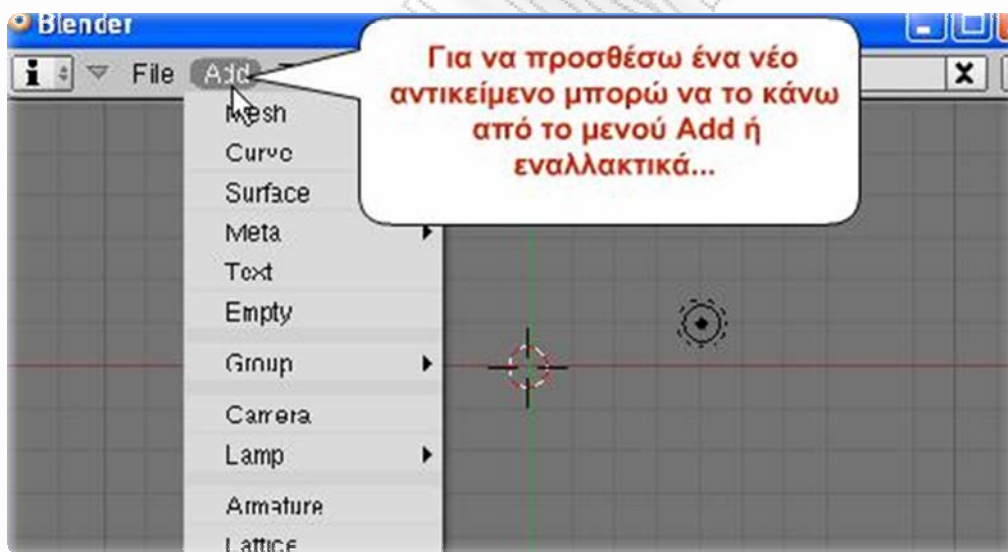 Blender
File Add
Για να προσθέσω ένα νέο
αντικείμενο μπορώ να το κάνω
από το μενού Add ή
εναλλακτικά...
Mesh
Curve
Surface
Meta
Text
Empty
Group
Camera
Lamp
Armature
Lattice